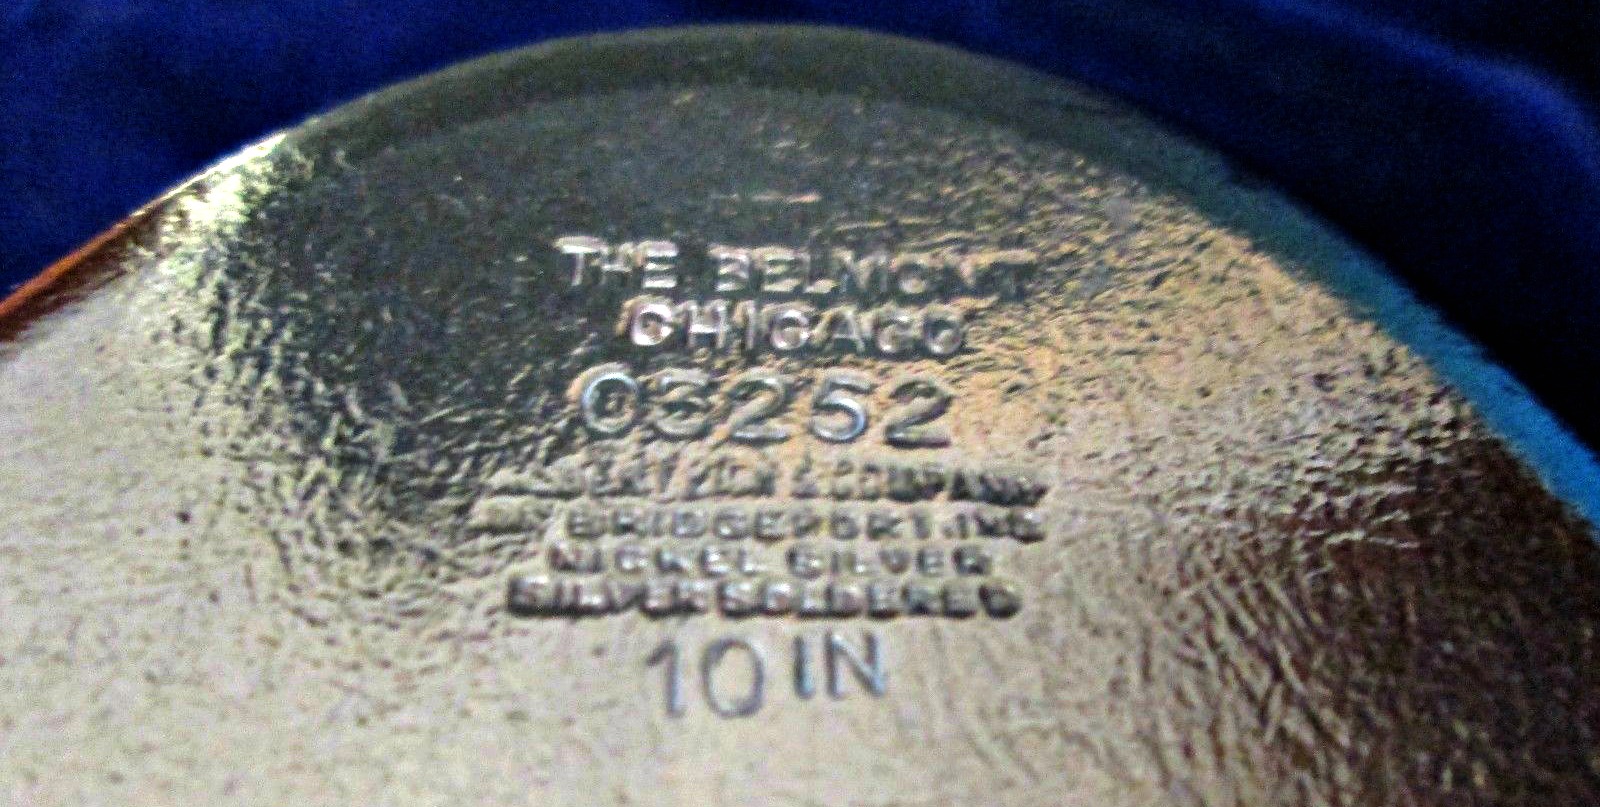 THE BELMONT
CHICAGO
03252
& COMPANY
BRIDGEPORT, INC
NICKEL SILVER
SILVER SOLDERED
10 IN